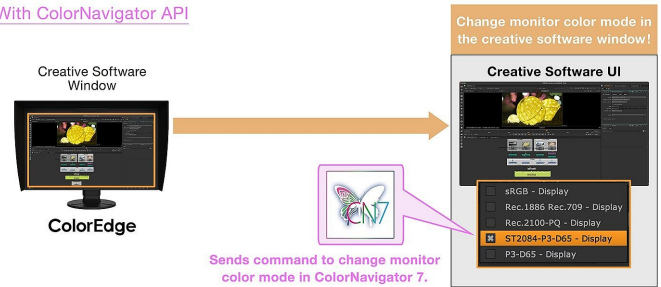 With ColorNavigator API
Change monitor color mode in
the creative software window!
Creative Software
Window
Creative Software UI
ColorEdge
CN7
sRGB - Display
Rec.1886 Rec.709 - Display
Rec.2100-PQ - Display
ST2084-P3-D65 - Display
P3-D65 - Display
Sends command to change monitor
color mode in ColorNavigator 7.